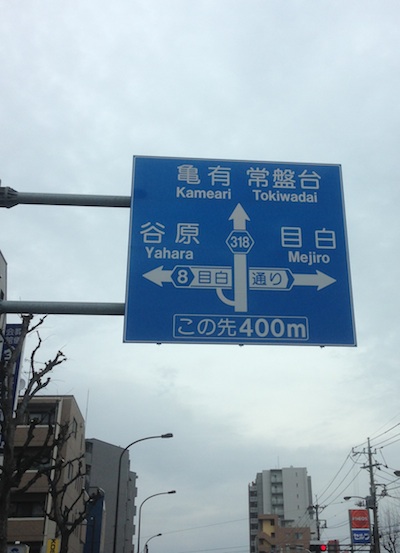 亀有 常盤台
Kameari Tokiwadai
318
谷原
Yahara
目白
Mejiro
8 目白 通り
この先400m